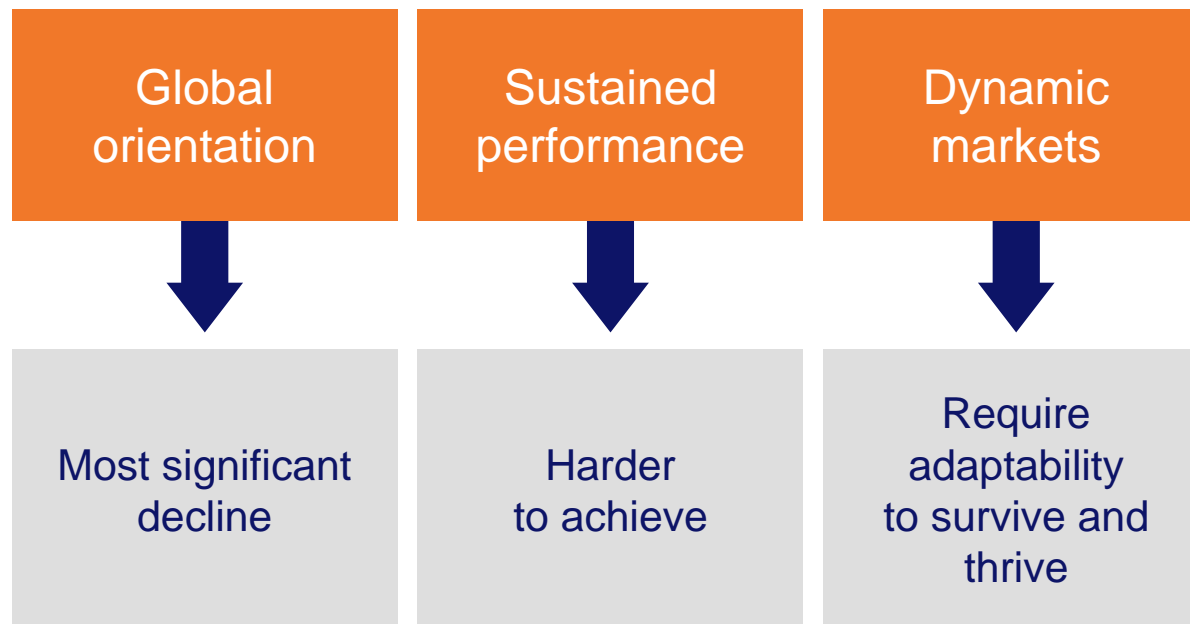 Global
orientation
Sustained
performance
Dynamic
markets
Most significant
decline
Harder
to achieve
Require
adaptability
to survive and
thrive